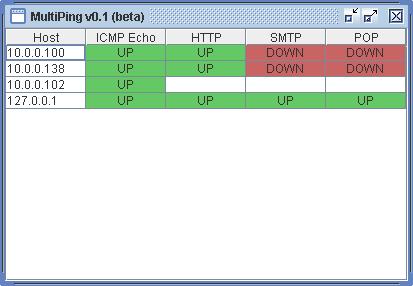 MultiPing v0.1 (beta)
Host ICMP Echo HTTP SMTP POP
10.0.0.100 UP UP DOWN DOWN
10.0.0.138 UP UP DOWN DOWN
10.0.0.102 UP
127.0.0.1 UP UP UP UP